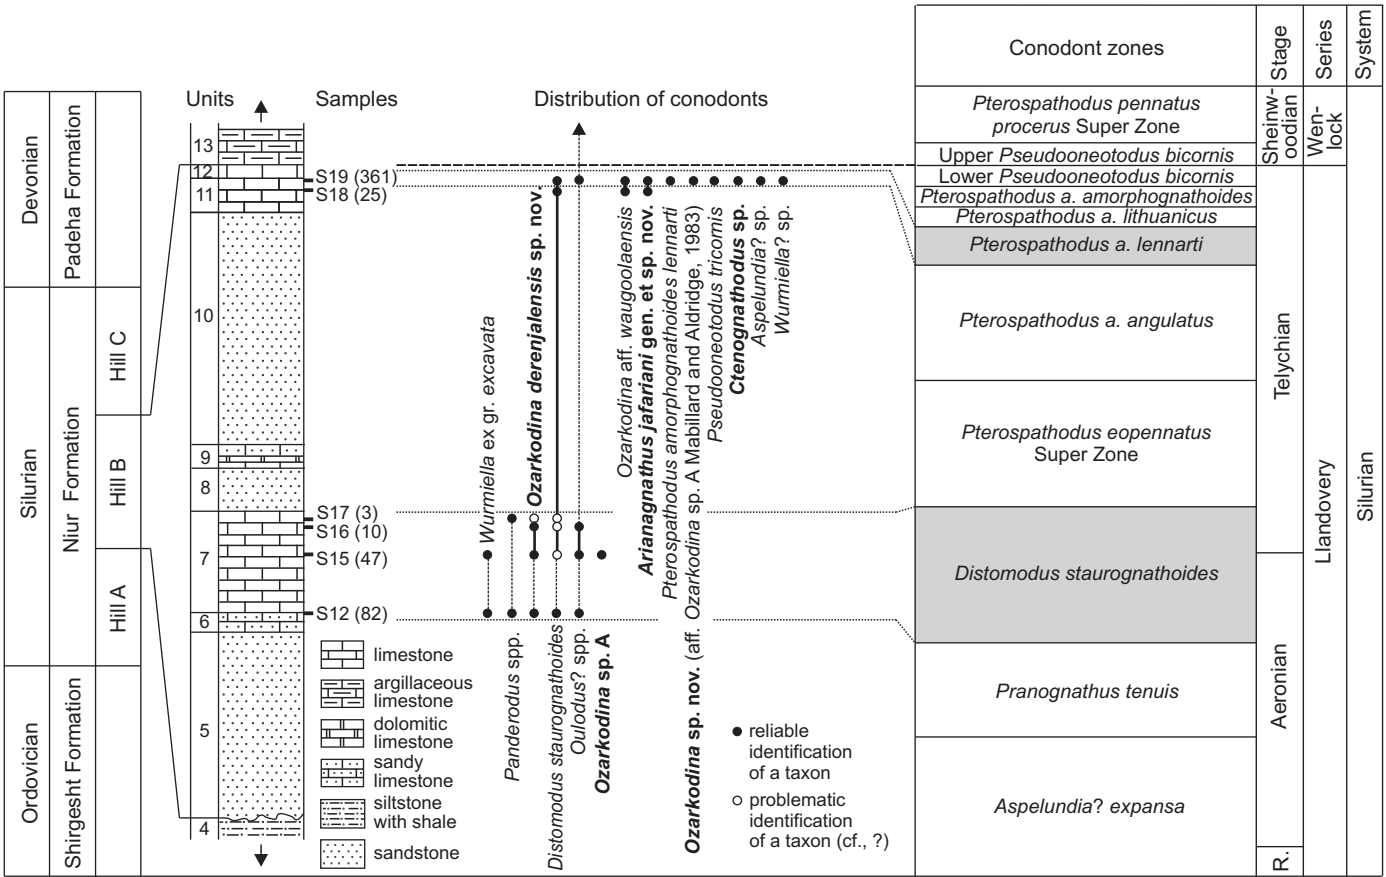 Devonian
Silurian
Ordovician
Padeha Formation
Niur Formation
Shirgesht Formation
Hill C
Hill B
Hill A
Units
Samples
Distribution of conodonts
13
12
11
10
9
8
7
6
5
4
S19 (361)
S18 (25)
S17 (3)
S16 (10)
S15 (47)
S12 (82)
limestone
argillaceous
limestone
dolomitic
limestone
sandy
limestone
siltstone
with shale
sandstone
Wurmiella ex gr. excavata
Panderodus spp.
Ozarkodina derenjalensis sp. nov.
Distomodus staurognathoides
Oulodus? spp.
Ozarkodina sp. A
Ozarkodina aff. waugoolaensis
Arianagnathus jafariani gen. et sp. nov.
Pterospathodus amorphognathoides lennarti
Ozarkodina sp. nov. (aff. Ozarkodina sp. A Mabillard and Aldridge, 1983)
Pseudooneotodus tricornis
Ctenognathodus sp.
Aspelundia? sp.
Wurmiella? sp.
reliable
identification
of a taxon
problematic
identification
of a taxon (cf., ?)
Conodont zones
Stage
Series
System
Pterospathodus pennatus
procerus Super Zone
Upper Pseudooneotodus bicornis
Lower Pseudooneotodus bicornis
Pterospathodus a. amorphognathoides
Pterospathodus a. lithuanicus
Pterospathodus a. lennarti
Pterospathodus a. angulatus
Pterospathodus eopennatus
Super Zone
Distomodus staurognathoides
Pranognathus tenuis
Aspelundia? expansa
Sheinw-
oodian
Telychian
Aeronian
R.
Wen-
lock
Llandovery
Silurian